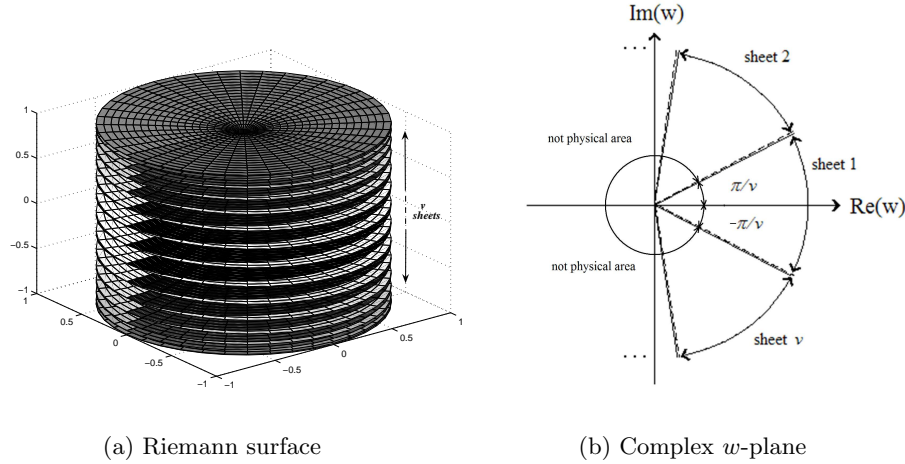 1
0.5
0
−0.5
−1
1
0.5
0
−0.5
−1
−1
−0.5
0
0.5
1
v
sheets
Im(w)
...
sheet 2
not physical area
sheet 1
π/v
Re(w)
-π/v
not physical area
...
sheet v
(a) Riemann surface
(b) Complex w-plane